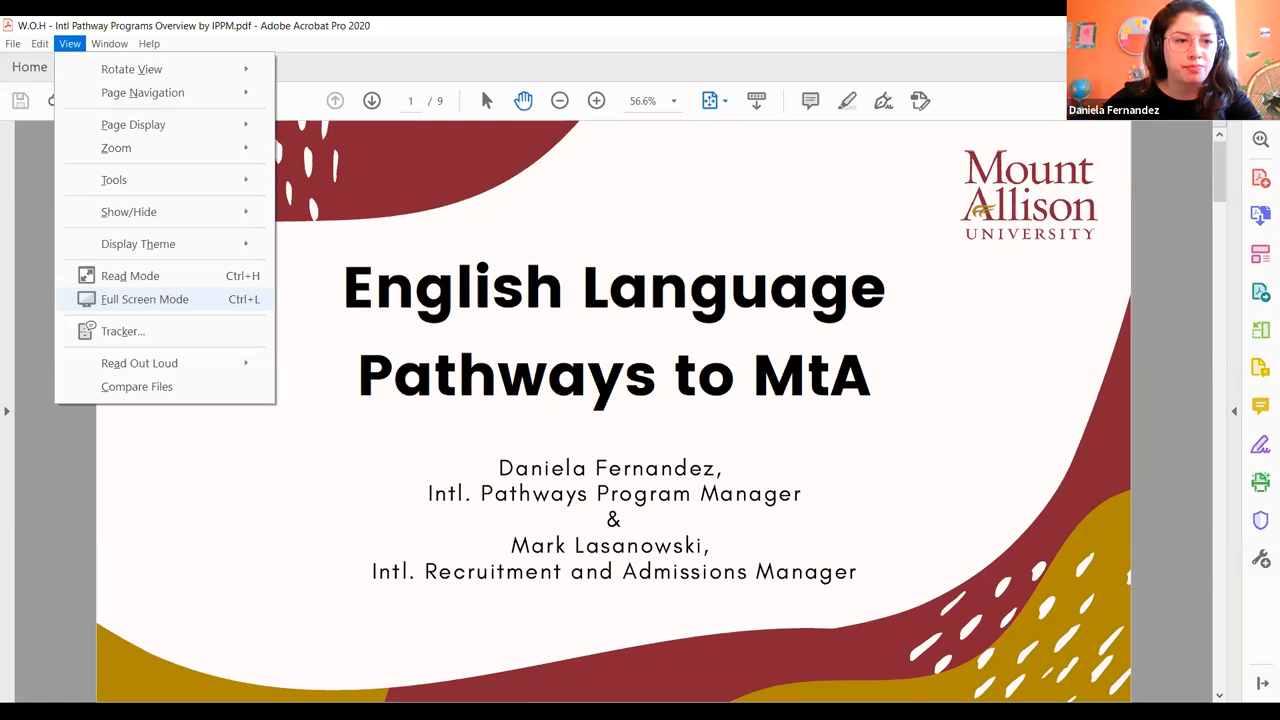 W.O.H - Intl Pathway Programs Overview by IPPM.pdf - Adobe Acrobat Pro 2020
File Edit View Window Help
Home
1 / 9 56.6%
Rotate View
Page Navigation
Page Display
Zoom
Tools
Show/Hide
Display Theme
Read Mode Ctrl+H
Full Screen Mode Ctrl+L
Tracker...
Read Out Loud
Compare Files
Daniela Fernandez
Mount
Allison
UNIVERSITY
English Language
Pathways to MtA
Daniela Fernandez,
Intl. Pathways Program Manager
&
Mark Lasanowski,
Intl. Recruitment and Admissions Manager